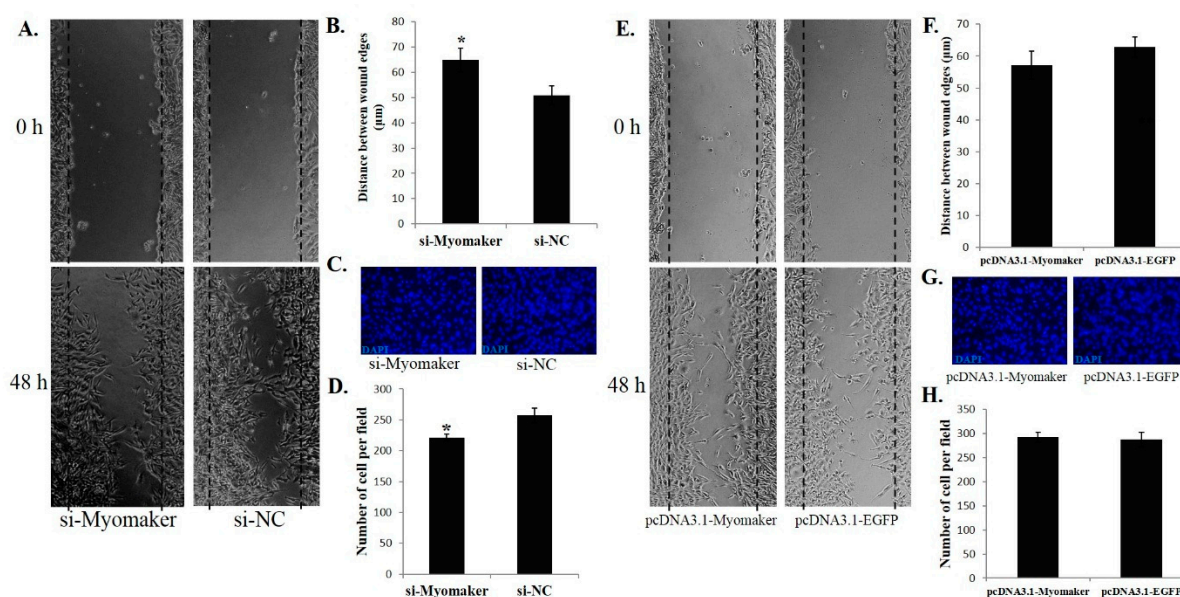 A.
0 h
48 h
si-Myomaker
si-NC
B.
Distance between wound edges
(μm)
80
70
60
50
40
30
20
10
0
*
si-Myomaker
si-NC
C.
DAPI
DAPI
si-Myomaker
si-NC
D.
Number of cell per field
300
250
200
150
100
50
0
*
si-Myomaker
si-NC
E.
0 h
48 h
pcDNA3.1-Myomaker
pcDNA3.1-EGFP
F.
Distance between wound edges (μm)
70
60
50
40
30
20
10
0
pcDNA3.1-Myomaker
pcDNA3.1-EGFP
G.
DAPI
DAPI
pcDNA3.1-Myomaker
pcDNA3.1-EGFP
H.
Number of cell per field
350
300
250
200
150
100
50
0
pcDNA3.1-Myomaker
pcDNA3.1-EGFP